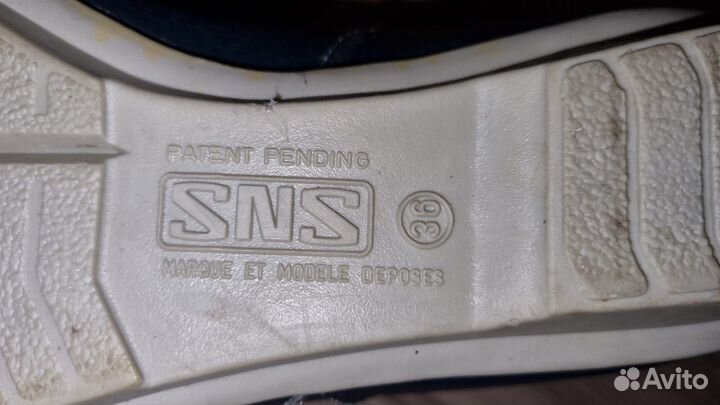 PATENT PENDING
SNS
36
MARQUE ET MODELE DEPOSES
Avito